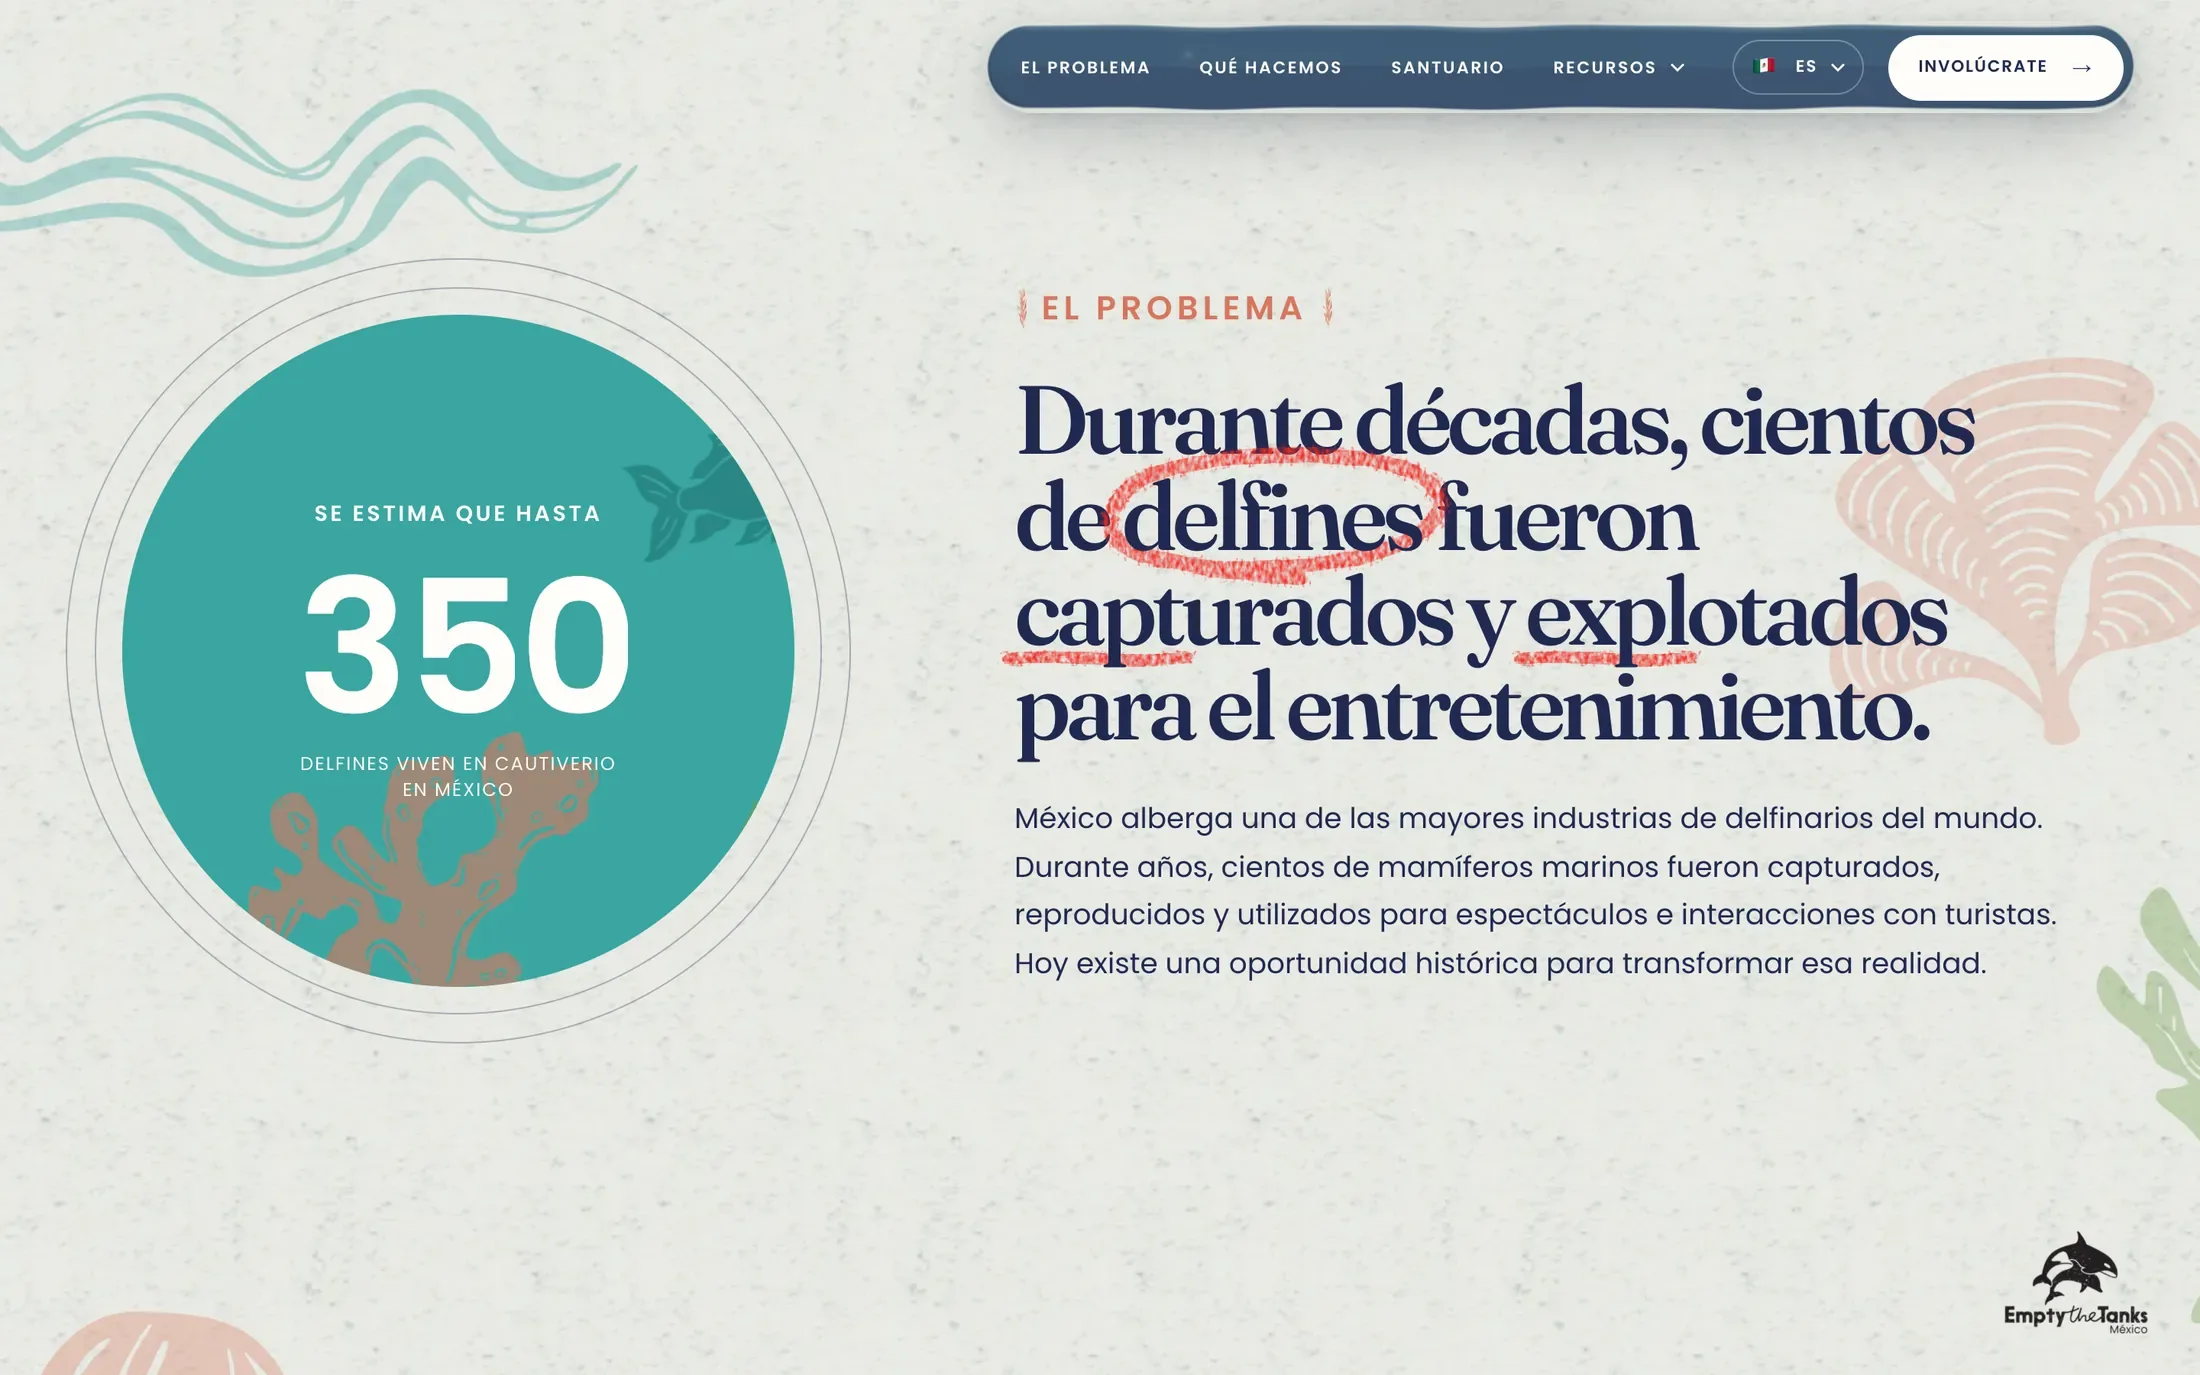 EL PROBLEMA
QUÉ HACEMOS
SANTUARIO
RECURSOS
ES
INVOLÚCRATE →
SE ESTIMA QUE HASTA
350
DELFINES VIVEN EN CAUTIVERIO
EN MÉXICO
EL PROBLEMA
Durante décadas, cientos
de delfines fueron
capturados y explotados
para el entretenimiento.
México alberga una de las mayores industrias de delfinarios del mundo.
Durante años, cientos de mamíferos marinos fueron capturados,
reproducidos y utilizados para espectáculos e interacciones con turistas.
Hoy existe una oportunidad histórica para transformar esa realidad.
Empty the Tanks
México